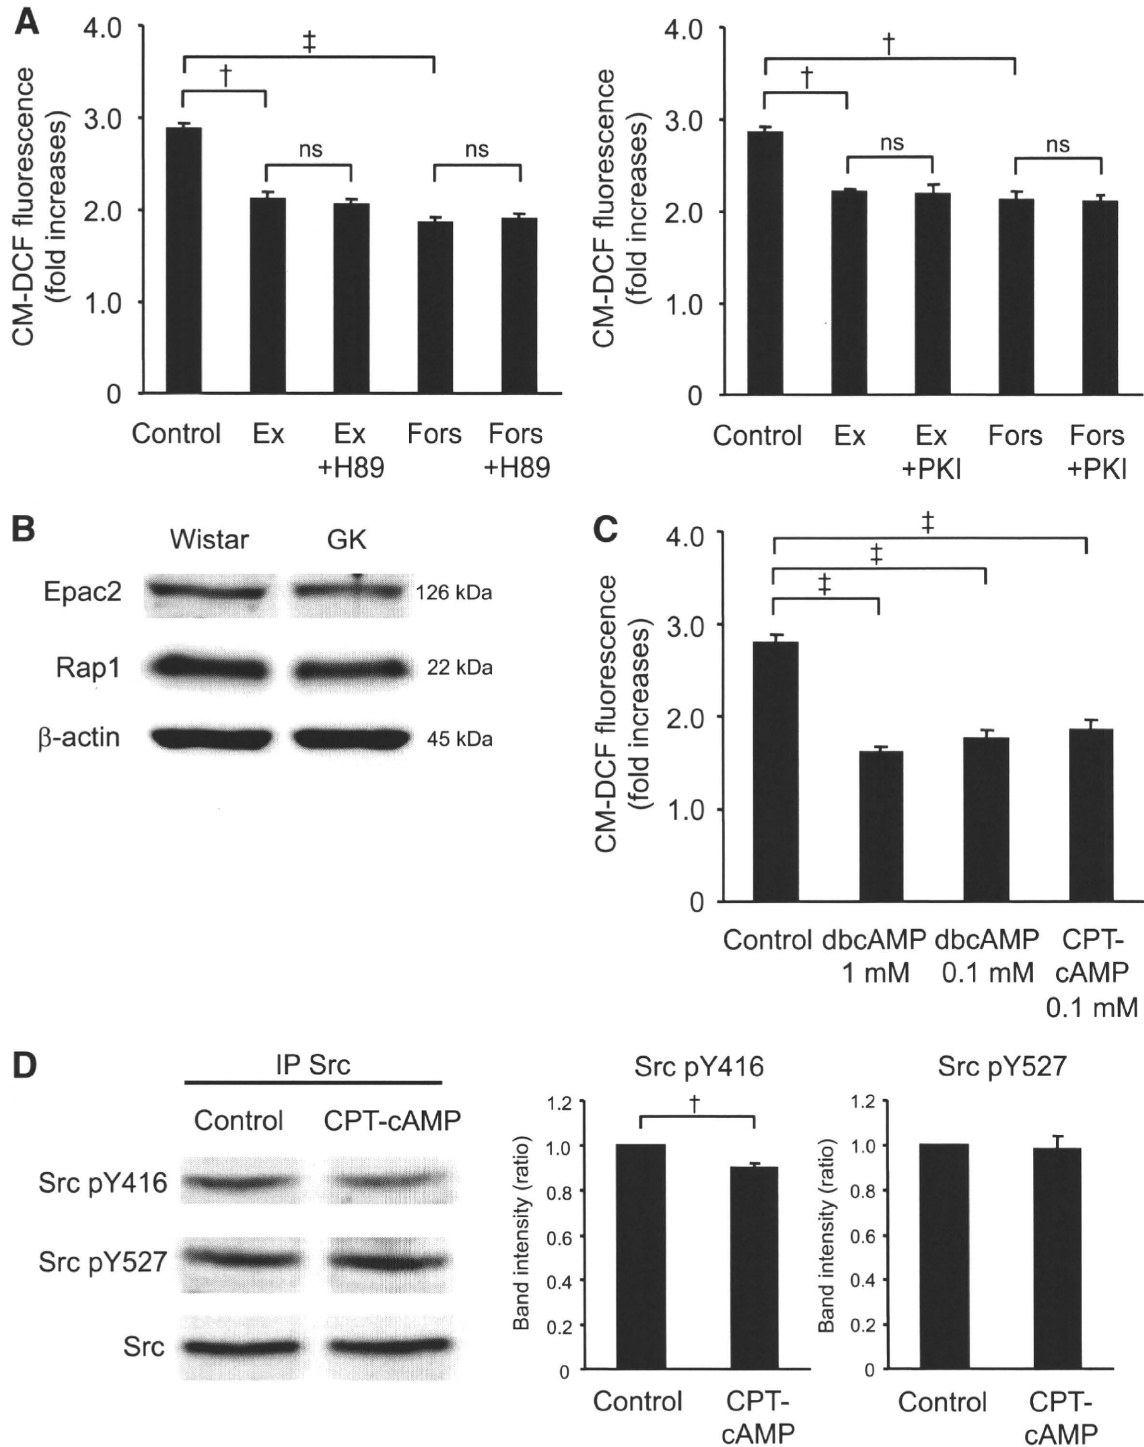 A
4.0
3.0
2.0
1.0
0
CM-DCF fluorescence
(fold increases)
‡
†
ns
ns
Control
Ex
Ex
+H89
Fors
Fors
+H89
4.0
3.0
2.0
1.0
0
CM-DCF fluorescence
(fold increases)
†
†
ns
ns
Control
Ex
Ex
+PKI
Fors
Fors
+PKI
B
Wistar
GK
Epac2
126 kDa
Rap1
22 kDa
β-actin
45 kDa
C
4.0
3.0
2.0
1.0
0
CM-DCF fluorescence
(fold increases)
‡
‡
‡
Control
dbcAMP
1 mM
dbcAMP
0.1 mM
CPT-
cAMP
0.1 mM
D
IP Src
Control
CPT-cAMP
Src pY416
Src pY527
Src
Src pY416
1.2
1.0
0.8
0.6
0.4
0.2
0
Band intensity (ratio)
†
Control
CPT-
cAMP
Src pY527
1.2
1.0
0.8
0.6
0.4
0.2
0
Band intensity (ratio)
Control
CPT-
cAMP